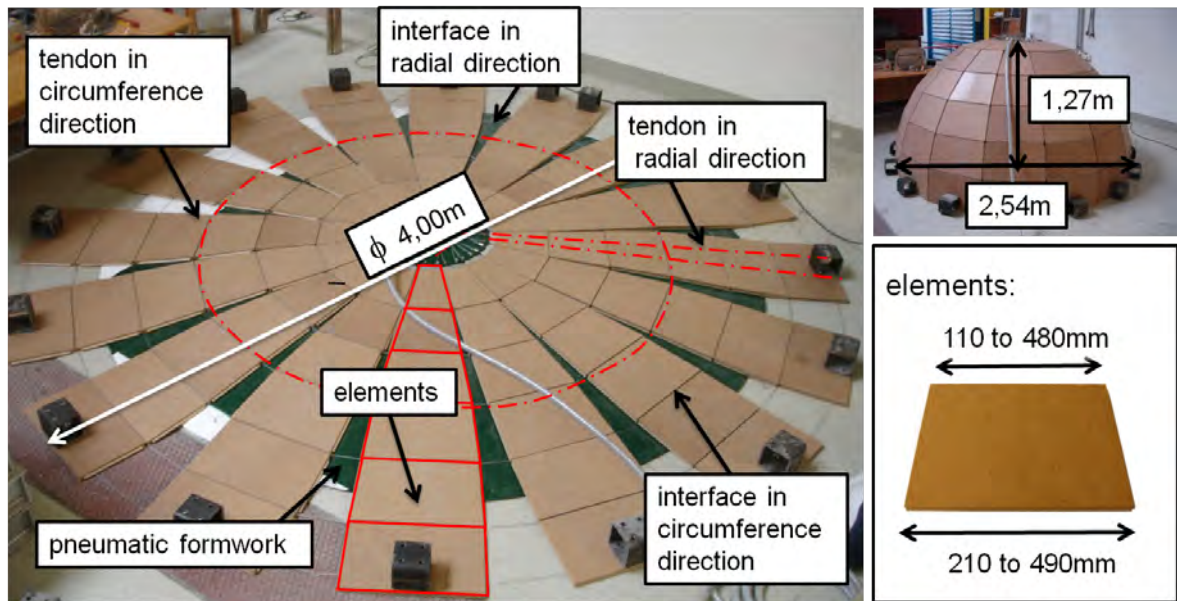 tendon in
circumference
direction
interface in
radial direction
tendon in
radial direction
ϕ 4,00m
elements
pneumatic formwork
interface in
circumference
direction
1,27m
2,54m
elements:
110 to 480mm
210 to 490mm